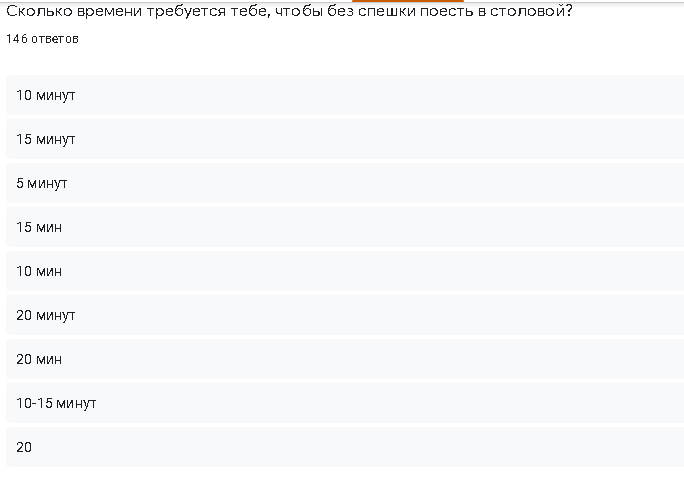 Сколько времени требуется тебе, чтобы без спешки поесть в столовой?
146 ответов
10 минут
15 минут
5 минут
15 мин
10 мин
20 минут
20 мин
10-15 минут
20